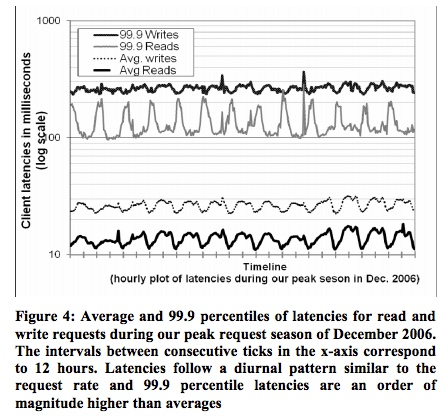 1000
99.9 Writes
99.9 Reads
Avg. writes
Avg Reads
Client latencies in milliseconds
(log scale)
100
10
Timeline
(hourly plot of latencies during our peak seson in Dec. 2006)
Figure 4: Average and 99.9 percentiles of latencies for read and
write requests during our peak request season of December 2006.
The intervals between consecutive ticks in the x-axis correspond
to 12 hours. Latencies follow a diurnal pattern similar to the
request rate and 99.9 percentile latencies are an order of
magnitude higher than averages